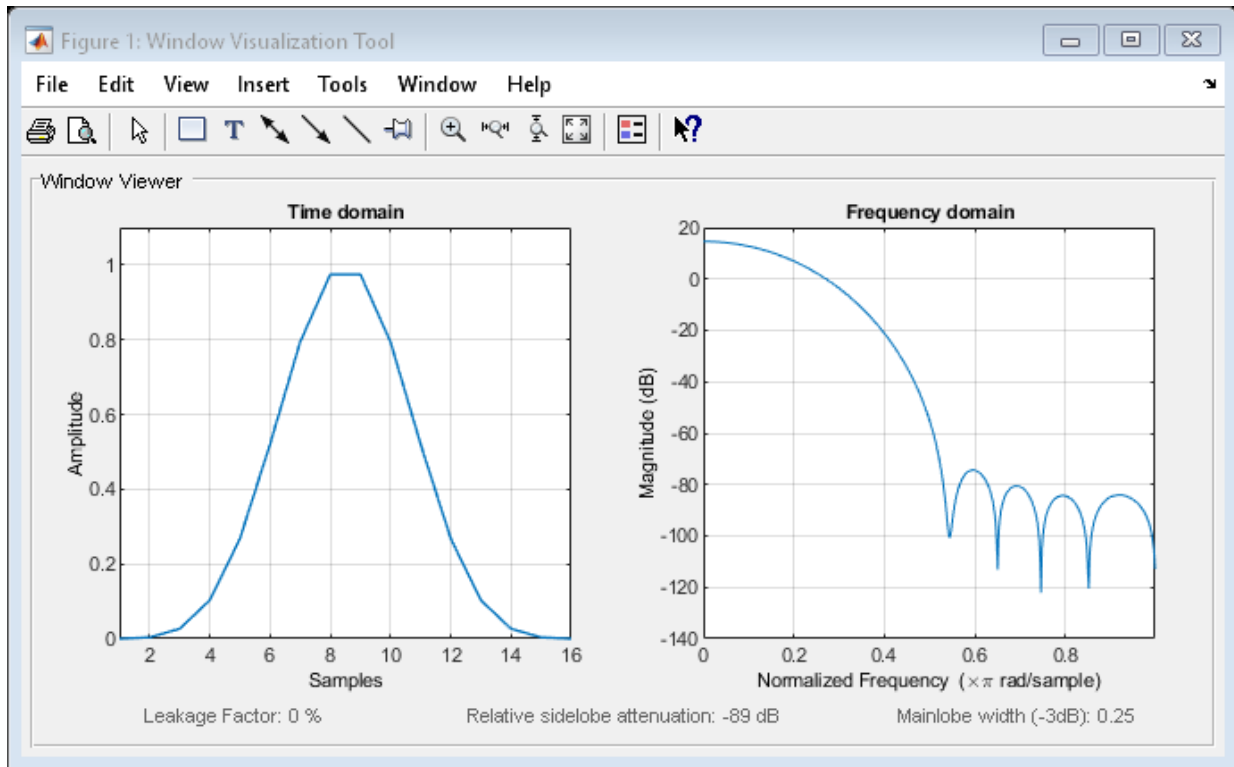 Figure 1: Window Visualization Tool
File Edit View Insert Tools Window Help
T
?
Window Viewer
Time domain
1
0.8
0.6
0.4
0.2
0
Amplitude
2 4 6 8 10 12 14 16
Samples
Frequency domain
20
0
-20
-40
-60
-80
-100
-120
-140
Magnitude (dB)
0 0.2 0.4 0.6 0.8
Normalized Frequency (×π rad/sample)
Leakage Factor: 0 % Relative sidelobe attenuation: -89 dB Mainlobe width (-3dB): 0.25